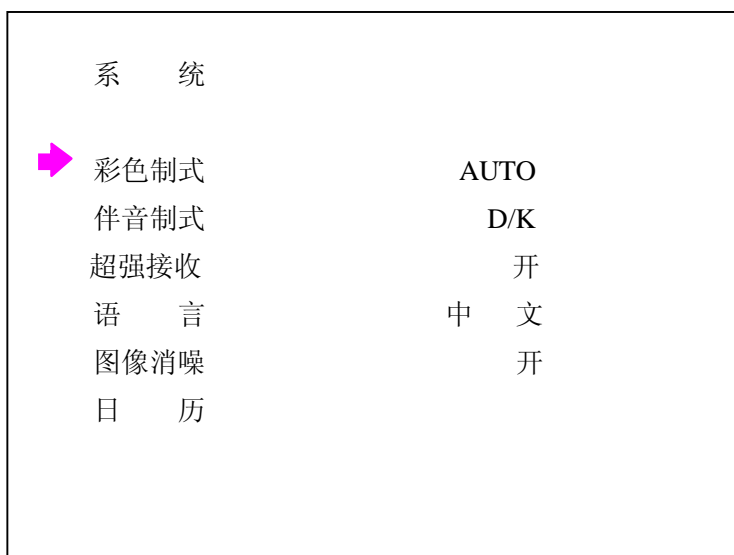 系 统
彩色制式 AUTO
伴音制式 D/K
超强接收 开
语 言 中 文
图像消噪 开
日 历